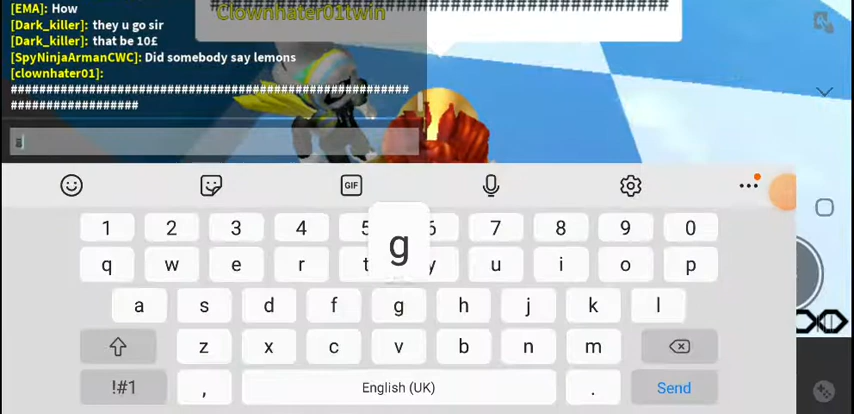 [EMA]: How
[Dark_killer]: they u go sir
[Dark_killer]: that be 10£
[SpyNinjaArmanCWC]: Did somebody say lemons
[clownhater01]:
###########################################################
##################
Clownhater01twin
################################
g
GIF
1 2 3 4 5 6 7 8 9 0
g
q w e r t y u i o p
a s d f g h j k l
z x c v b n m
!#1 , English (UK) . Send